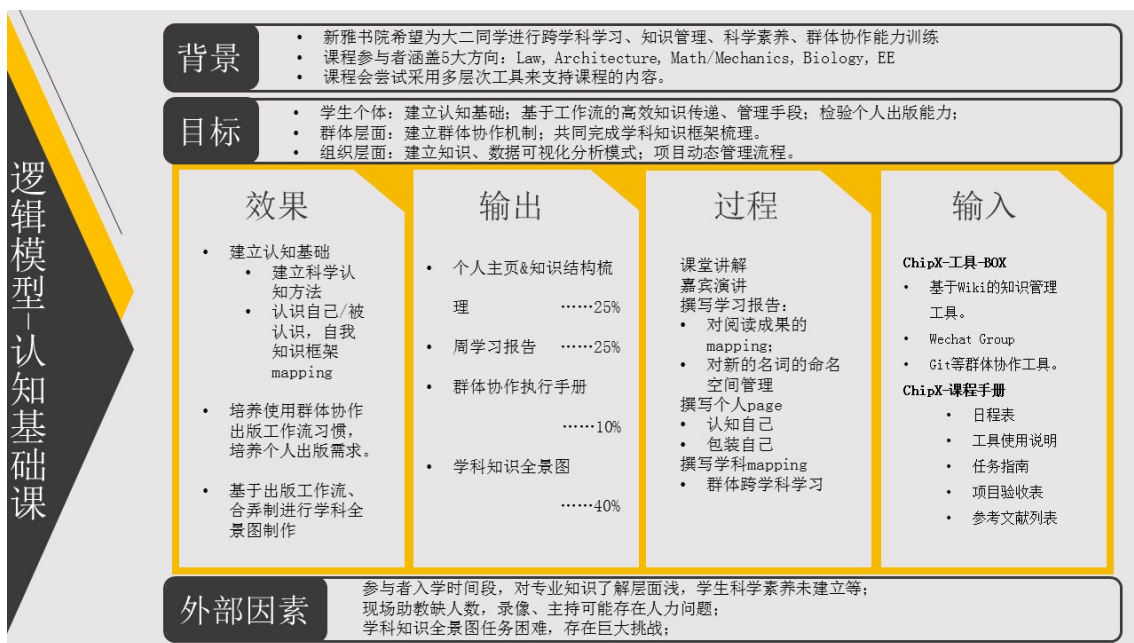 逻辑模型-认知基础课
背景
• 新雅书院希望为大二同学进行跨学科学习、知识管理、科学素养、群体协作能力训练
• 课程参与者涵盖5大方向：Law, Architecture, Math/Mechanics, Biology, EE
• 课程会尝试采用多层次工具来支持课程的内容。
目标
• 学生个体：建立认知基础；基于工作流的高效知识传递、管理手段；检验个人出版能力；
• 群体层面：建立群体协作机制；共同完成学科知识框架梳理。
• 组织层面：建立知识、数据可视化分析模式；项目动态管理流程。
效果
• 建立认知基础
• 建立科学认
知方法
• 认识自己/被
认识，自我
知识框架
mapping
• 培养使用群体协作
出版工作流习惯，
培养个人出版需求。
• 基于出版工作流、
合弄制进行学科全
景图制作
输出
• 个人主页&知识结构梳
理 ……25%
• 周学习报告 ……25%
• 群体协作执行手册
……10%
• 学科知识全景图
……40%
过程
课堂讲解
嘉宾演讲
撰写学习报告：
• 对阅读成果的
mapping；
• 对新的名词的命名
空间管理
撰写个人page
• 认知自己
• 包装自己
撰写学科mapping
• 群体跨学科学习
输入
ChipX-工具-BOX
• 基于Wiki的知识管理
工具。
• Wechat Group
• Git等群体协作工具。
ChipX-课程手册
• 日程表
• 工具使用说明
• 任务指南
• 项目验收表
• 参考文献列表
外部因素
参与者入学时间段，对专业知识了解层面浅，学生科学素养未建立等；
现场助教缺人数，录像、主持可能存在人力问题；
学科知识全景图任务困难，存在巨大挑战；